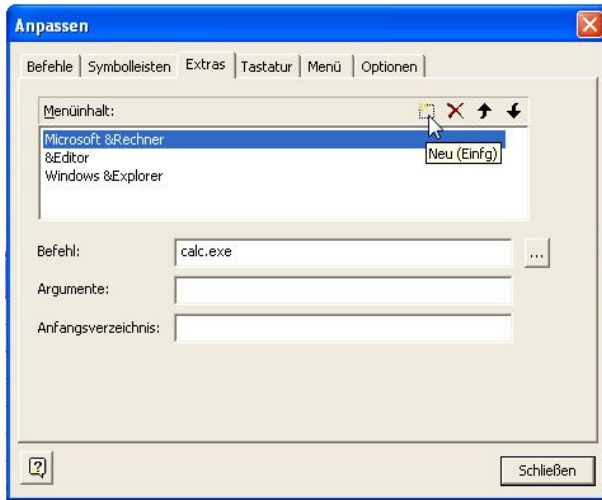 Anpassen
Befehle Symbolleisten Extras Tastatur Menü Optionen
Menüinhalt:
Microsoft &Rechner
Neu (Einfg)
&Editor
Windows &Explorer
Befehl: calc.exe ...
Argumente:
Anfangsverzeichnis:
? Schließen